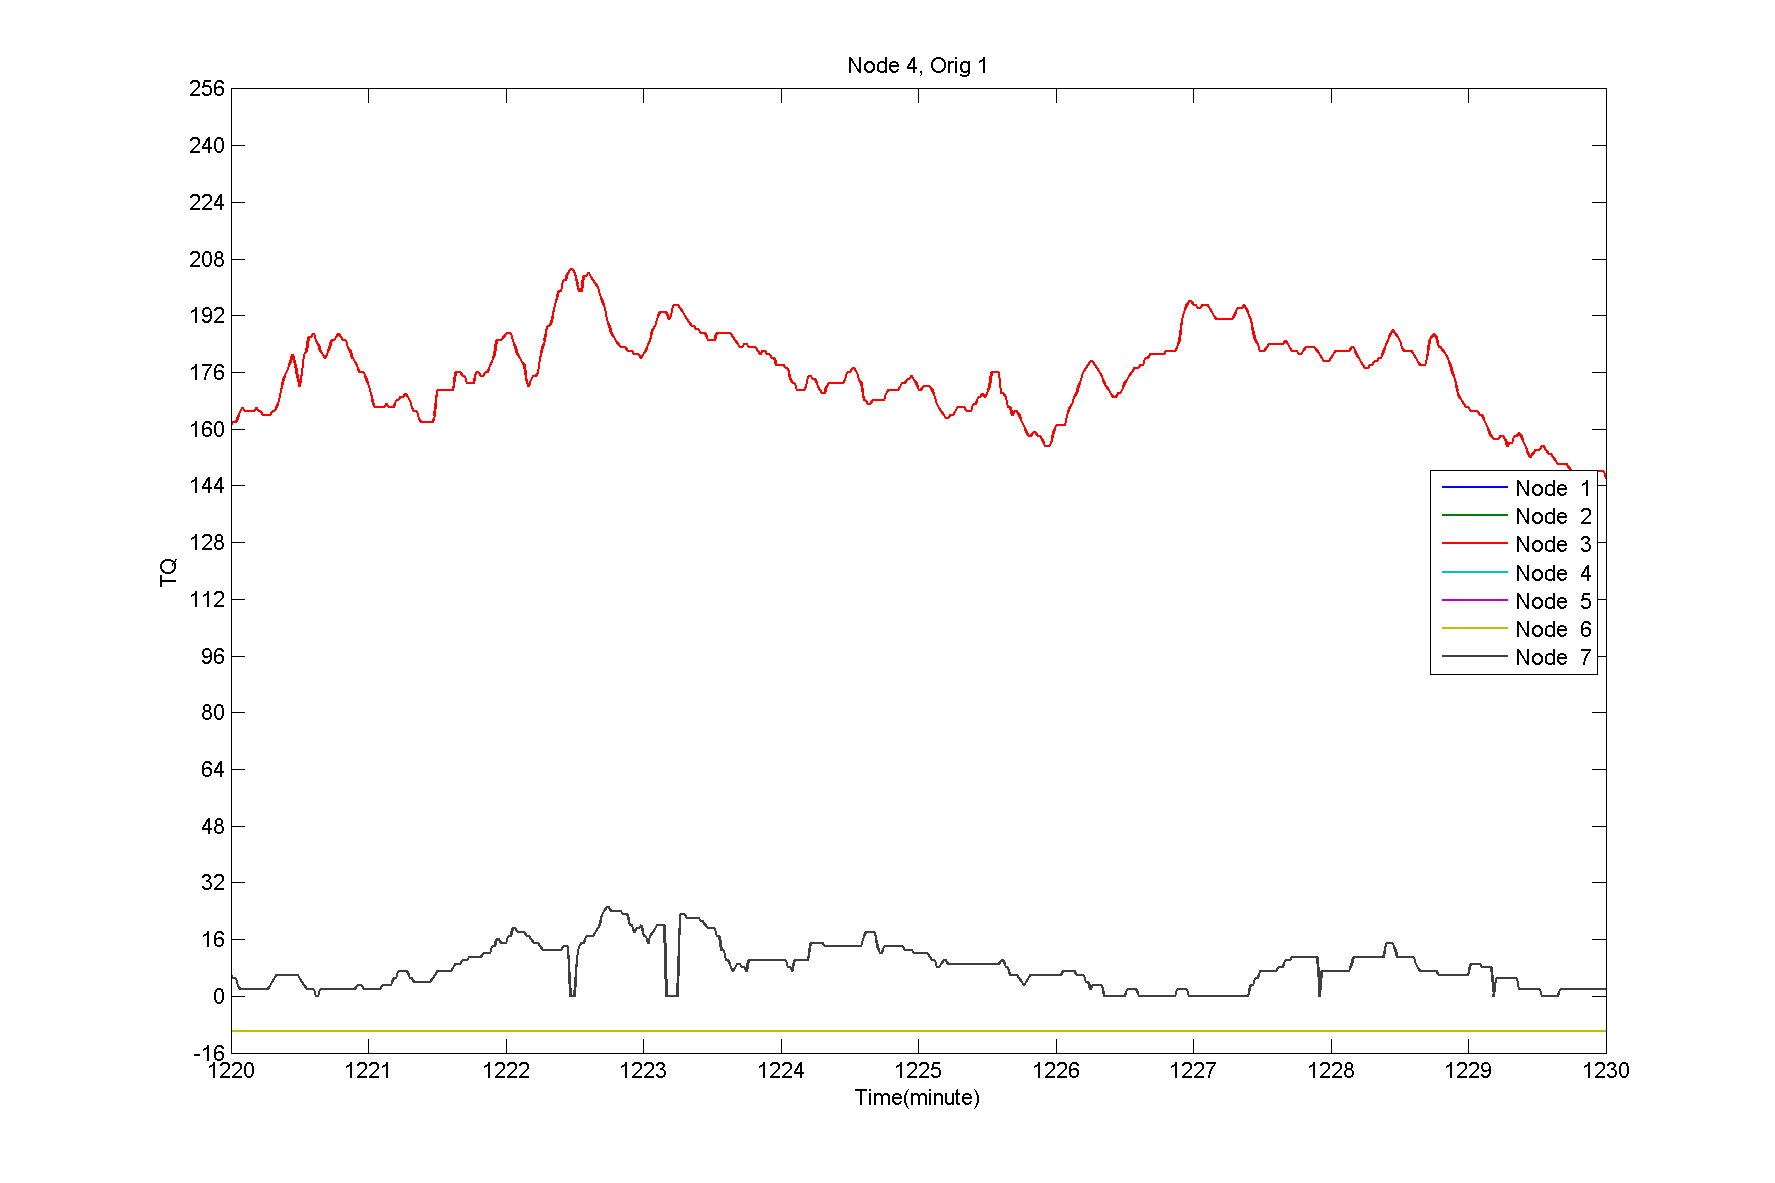 Node 4, Orig 1
256
240
224
208
192
176
160
144
128
112
96
80
64
48
32
16
0
-16
TQ
Node 1
Node 2
Node 3
Node 4
Node 5
Node 6
Node 7
1220 1221 1222 1223 1224 1225 1226 1227 1228 1229 1230
Time(minute)